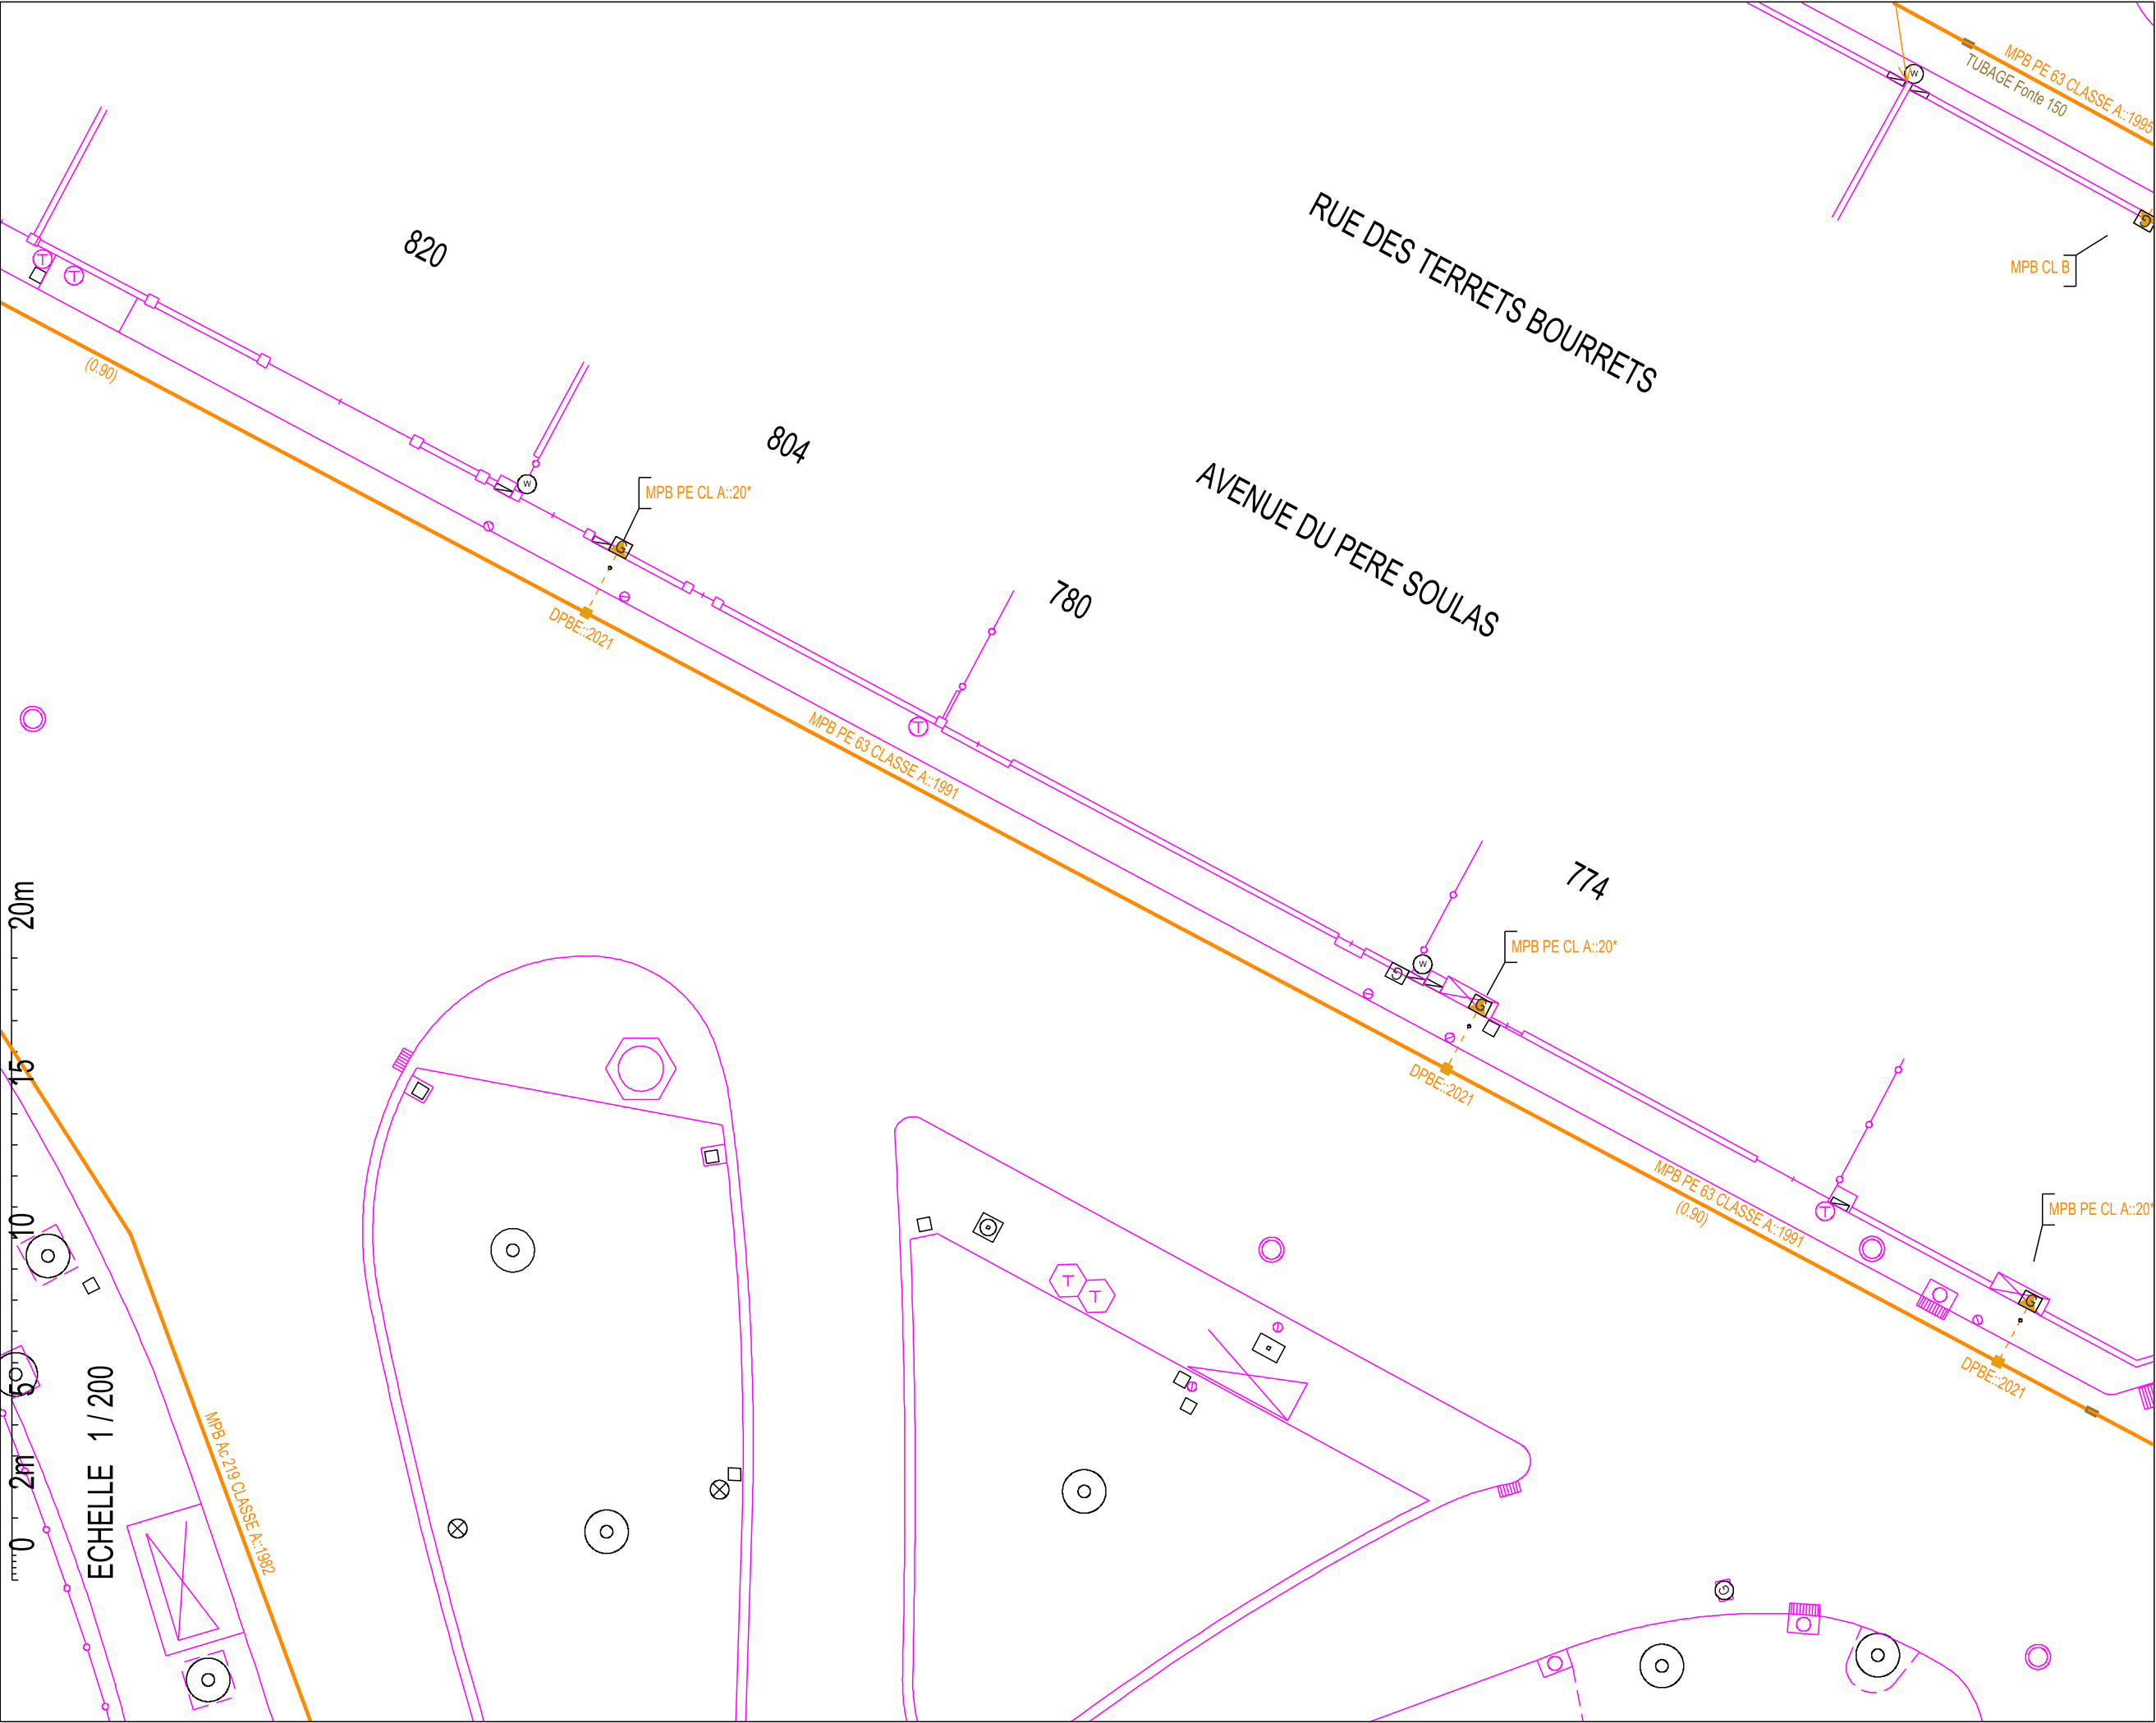 MPB PE 63 CLASSE A::1995
TUBAGE Fonte 150
W
G
MPB CL B
RUE DES TERRETS BOURRETS
820
T
T
(0.90)
804
W
MPB PE CL A::20*
G
DPBE::2021
AVENUE DU PERE SOULAS
780
T
MPB PE 63 CLASSE A::1991
774
MPB PE CL A::20*
G
W
G
DPBE::2021
MPB PE 63 CLASSE A::1991
(0.90)
T
MPB PE CL A::20*
G
DPBE::2021
T
T
G
20m
15
10
5
2m
0
ECHELLE 1 / 200
MPB Ac 219 CLASSE A::1982